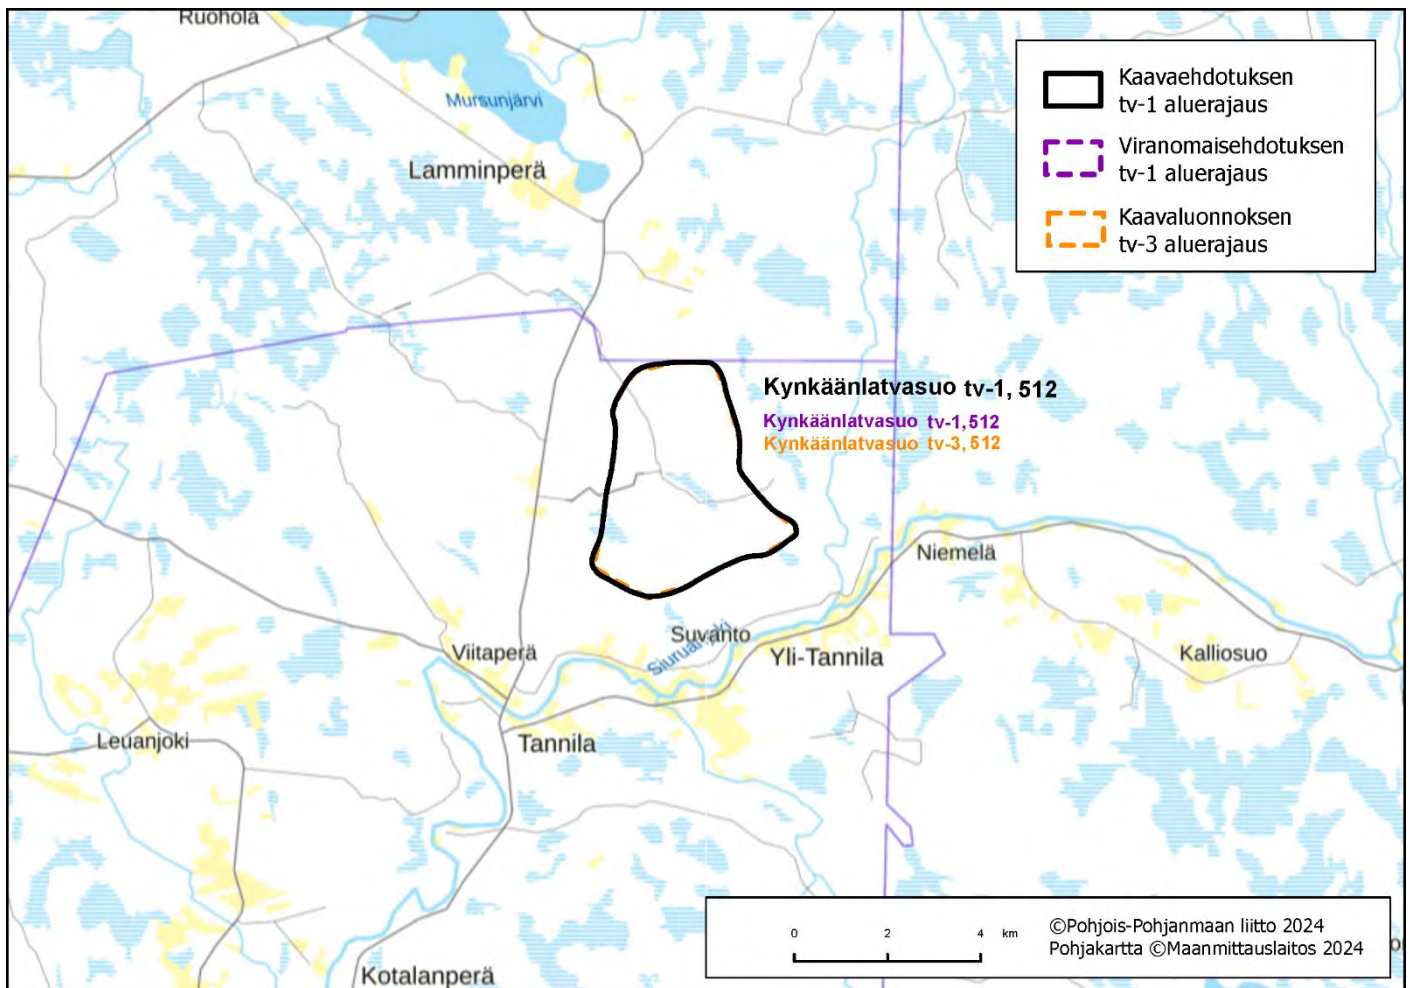 Ruohola
Mursunjärvi
Lamminperä
Kaavaehdotuksen
tv-1 aluerajaus
Viranomaisehdotuksen
tv-1 aluerajaus
Kaavaluonnoksen
tv-3 aluerajaus
Kynkäänlatvasuo tv-1, 512
Kynkäänlatvasuo tv-1, 512
Kynkäänlatvasuo tv-3, 512
Niemelä
Suvanto
Siuruanjoki
Viitaperä
Yli-Tannila
Kalliosuo
Leuanjoki
Tannila
Kotalanperä
0 2 4 km
©Pohjois-Pohjanmaan liitto 2024
Pohjakartta ©Maanmittauslaitos 2024